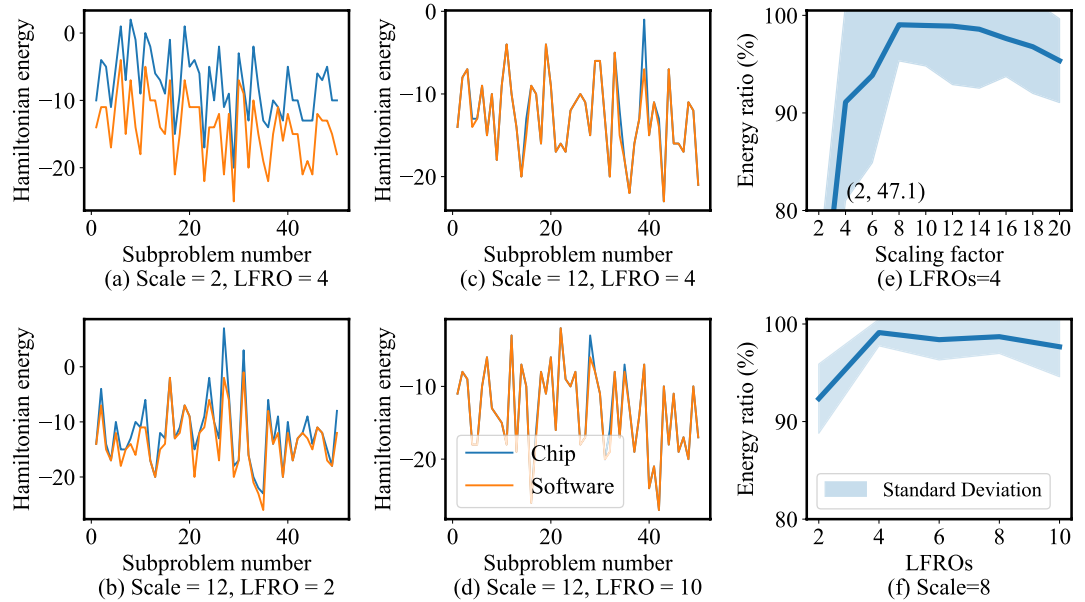 Hamiltonian energy
0
−10
−20
0
20
40
Subproblem number
(a) Scale = 2, LFRO = 4
Hamiltonian energy
0
−10
−20
0
20
40
Subproblem number
(c) Scale = 12, LFRO = 4
Energy ratio (%)
100
90
80
(2, 47.1)
2 4 6 8 10 12 14 16 18 20
Scaling factor
(e) LFROs=4
Hamiltonian energy
0
−10
−20
0
20
40
Subproblem number
(b) Scale = 12, LFRO = 2
Hamiltonian energy
−10
−20
Chip
Software
0
20
40
Subproblem number
(d) Scale = 12, LFRO = 10
Energy ratio (%)
100
90
80
Standard Deviation
2 4 6 8 10
LFROs
(f) Scale=8